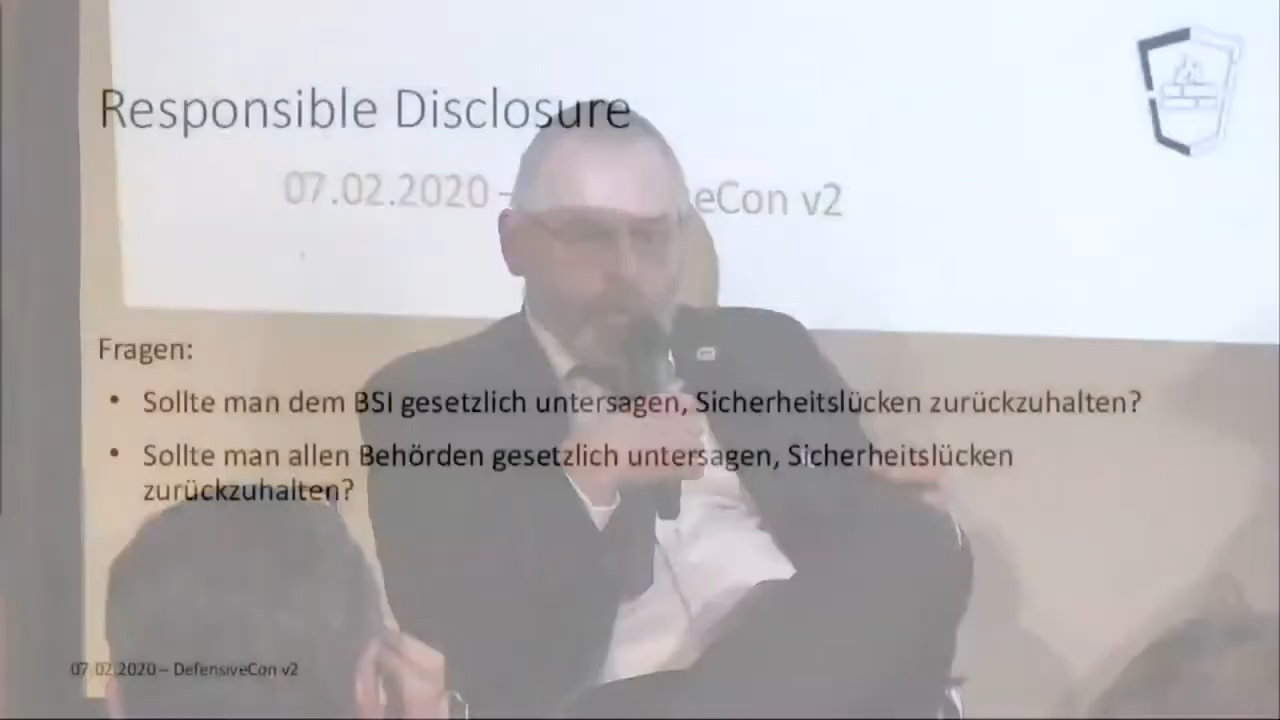 Responsible Disclosure
07.02.2020 – eCon v2
Fragen:
• Sollte man dem BSI gesetzlich untersagen, Sicherheitslücken zurückzuhalten?
• Sollte man allen Behörden gesetzlich untersagen, Sicherheitslücken
zurückzuhalten?
07.02.2020 – DefensiveCon v2